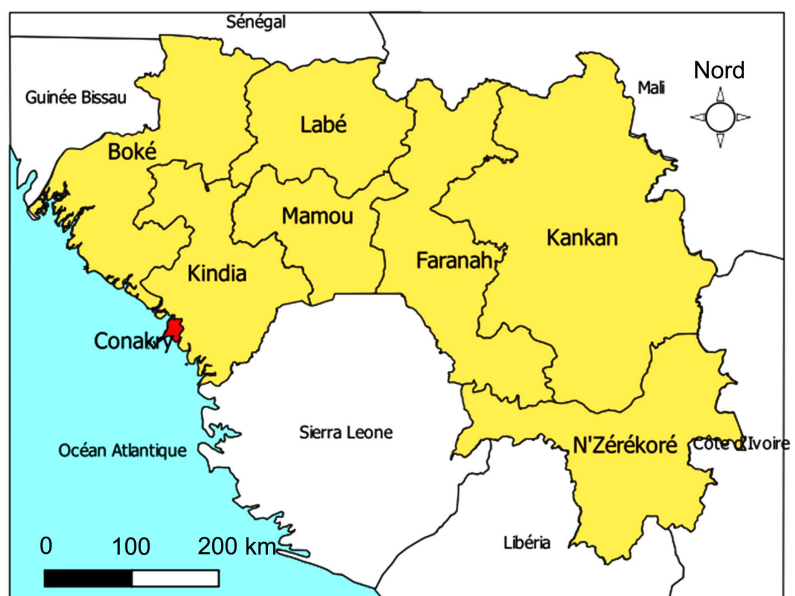 Sénégal
Nord
Mali
Guinée Bissau
Labé
Boké
Mamou
Kankan
Faranah
Kindia
Conakry
Sierra Leone
N'Zérékoré
Côte d'Ivoire
Océan Atlantique
Libéria
0 100 200 km